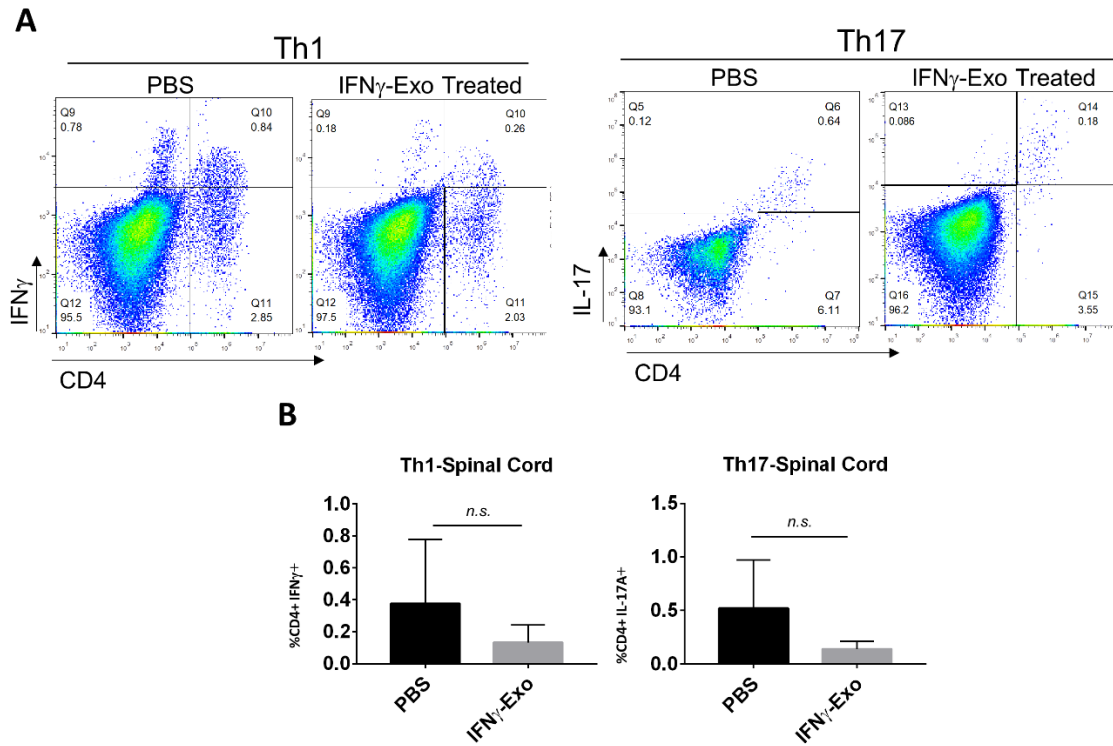 A
Th1
PBS
IFNγ-Exo Treated
Q9
0.78
Q10
0.84
Q12
95.5
Q11
2.85
Q9
0.18
Q10
0.26
Q12
97.5
Q11
2.03
IFNγ
CD4
Th17
PBS
IFNγ-Exo Treated
Q5
0.12
Q6
0.64
Q8
93.1
Q7
6.11
Q13
0.086
Q14
0.18
Q16
96.2
Q15
3.55
IL-17
CD4
B
Th1-Spinal Cord
%CD4+ IFNγ+
1.0
0.8
0.6
0.4
0.2
0.0
n.s.
PBS
IFNγ-Exo
Th17-Spinal Cord
%CD4+ IL-17A+
1.5
1.0
0.5
0.0
n.s.
PBS
IFNγ-Exo